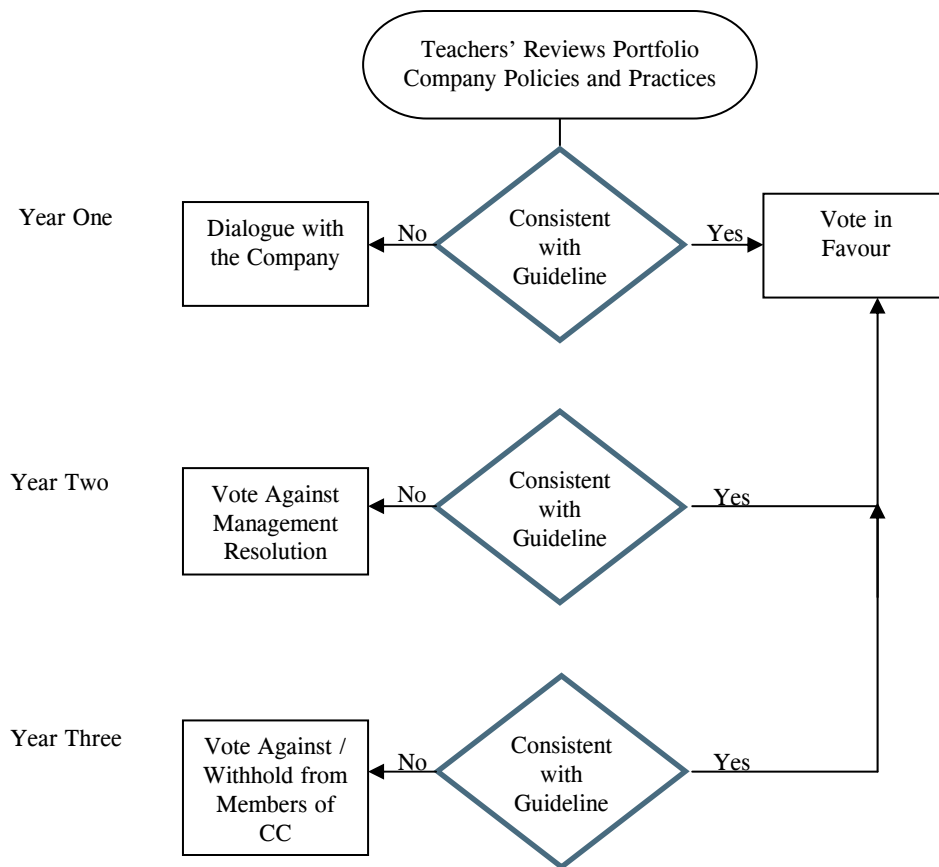 Teachers’ Reviews Portfolio
Company Policies and Practices
Year One
Dialogue with
the Company
No
Consistent
with
Guideline
Yes
Vote in
Favour
Year Two
Vote Against
Management
Resolution
No
Consistent
with
Guideline
Yes
Year Three
Vote Against /
Withhold from
Members of
CC
No
Consistent
with
Guideline
Yes